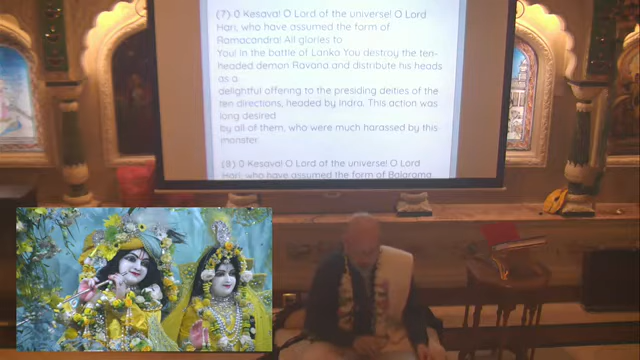 (7) O Kesava! O Lord of the universe! O Lord
Hari, who have assumed the form of
Ramacandra! All glories to
You! In the battle of Lanka You destroy the ten-
headed demon Ravana and distribute his heads
as a
delightful offering to the presiding deities of the
ten directions, headed by Indra. This action was
long desired
by all of them, who were much harassed by this
monster.
(8) O Kesava! O Lord of the universe! O Lord
Hari, who have assumed the form of Balarama